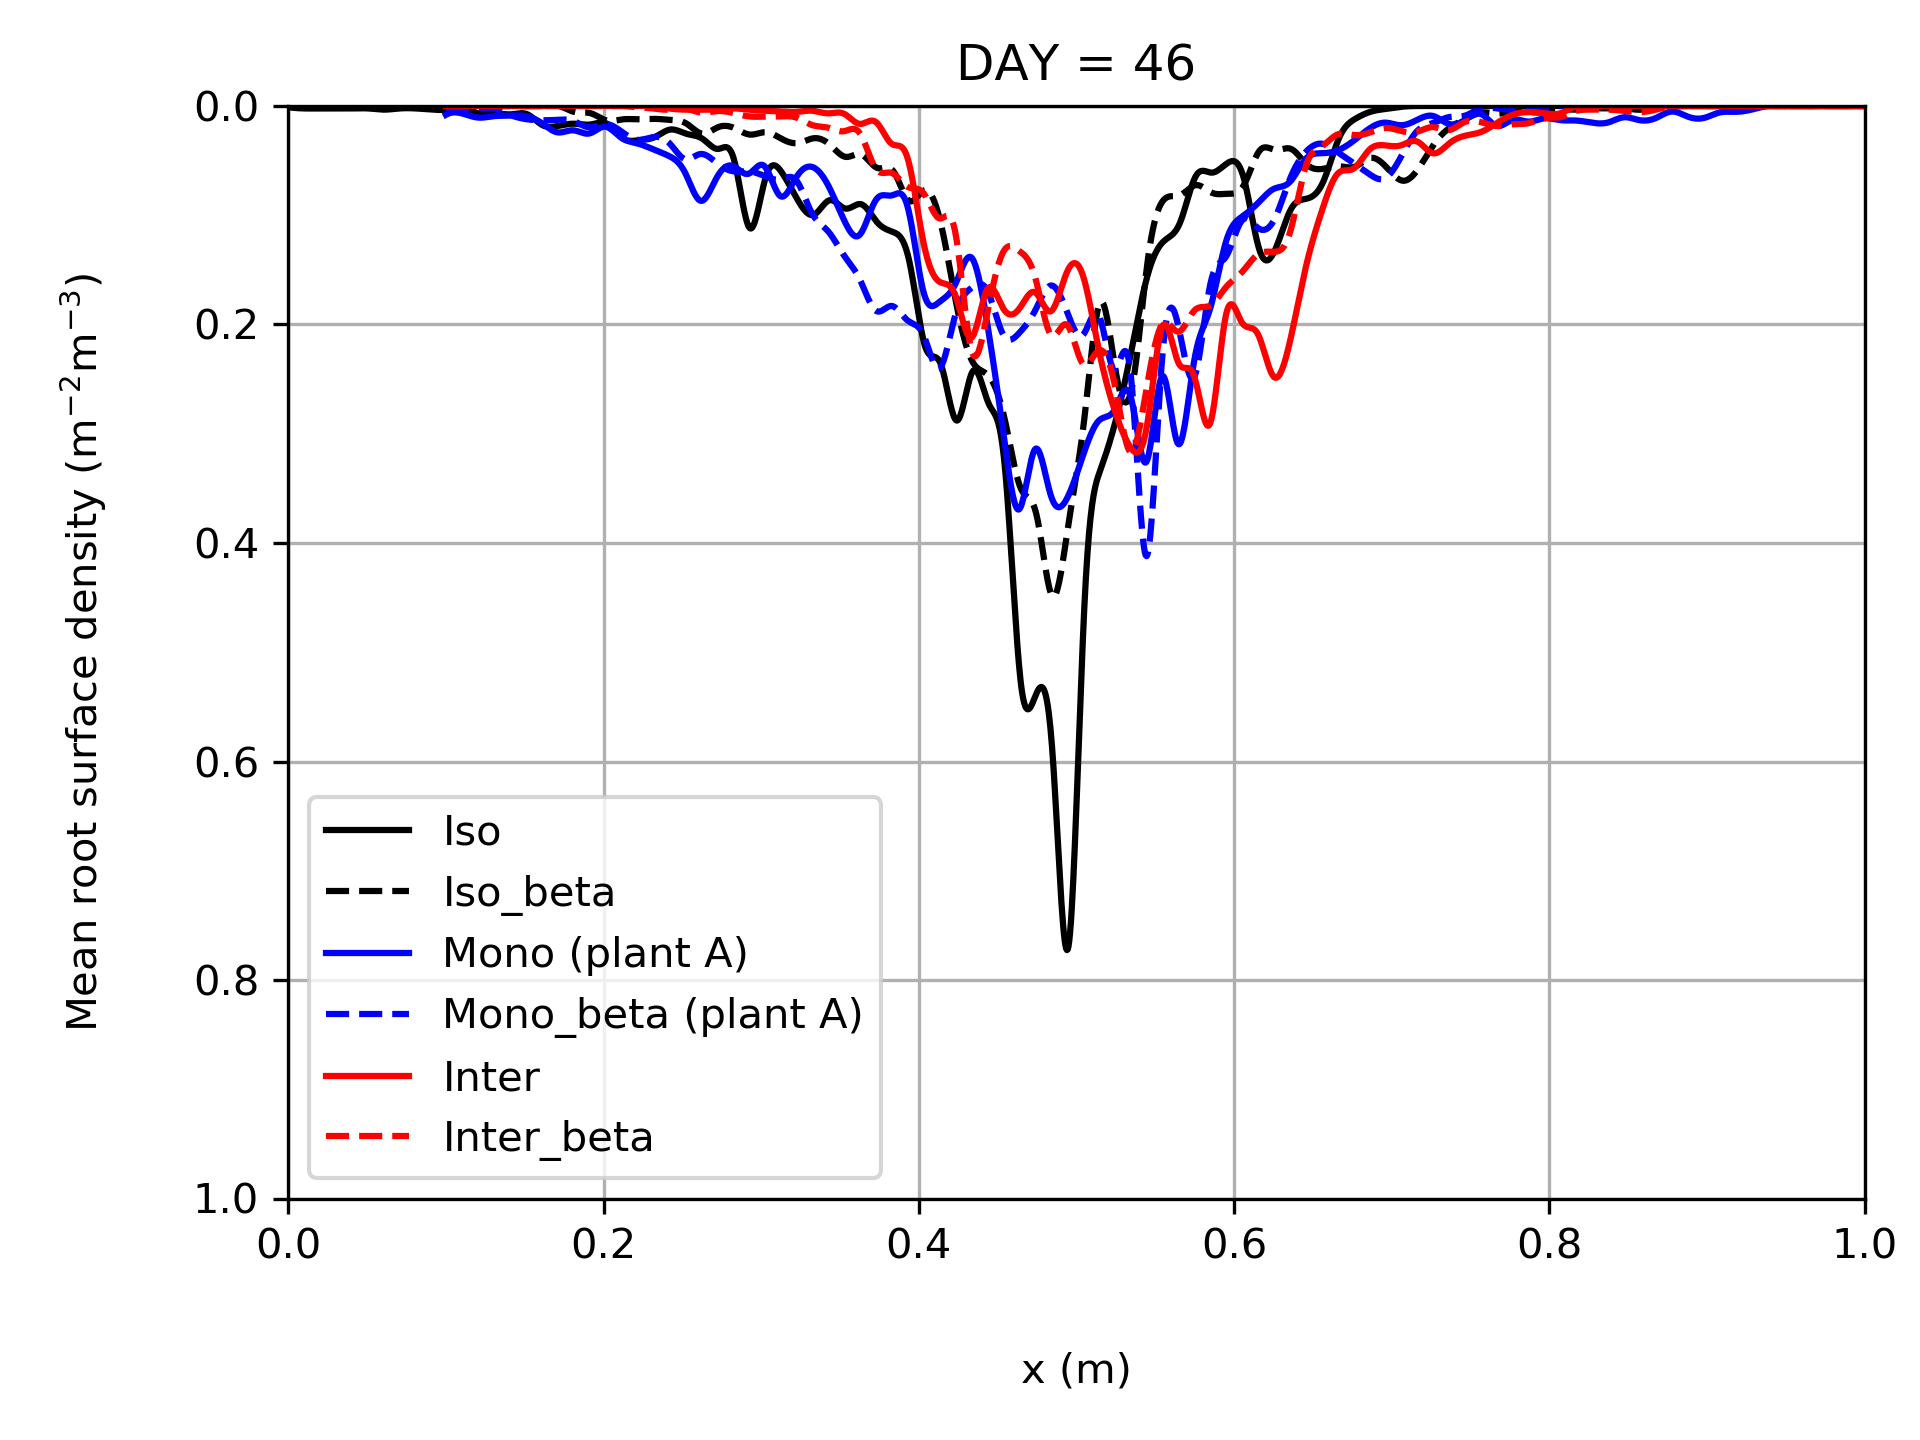 DAY = 46
Mean root surface density (m⁻²m⁻³)
0.0
0.2
0.4
0.6
0.8
1.0
Iso
Iso_beta
Mono (plant A)
Mono_beta (plant A)
Inter
Inter_beta
0.0 0.2 0.4 0.6 0.8 1.0
x (m)